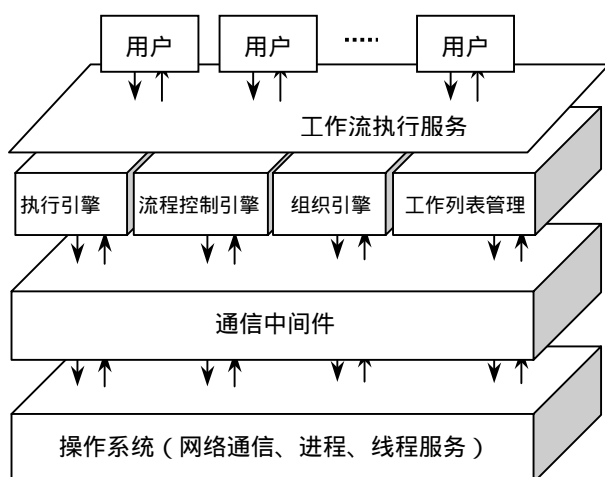 用户 用户 ····· 用户
工作流执行服务
执行引擎 流程控制引擎 组织引擎 工作列表管理
通信中间件
操作系统（网络通信、进程、线程服务）